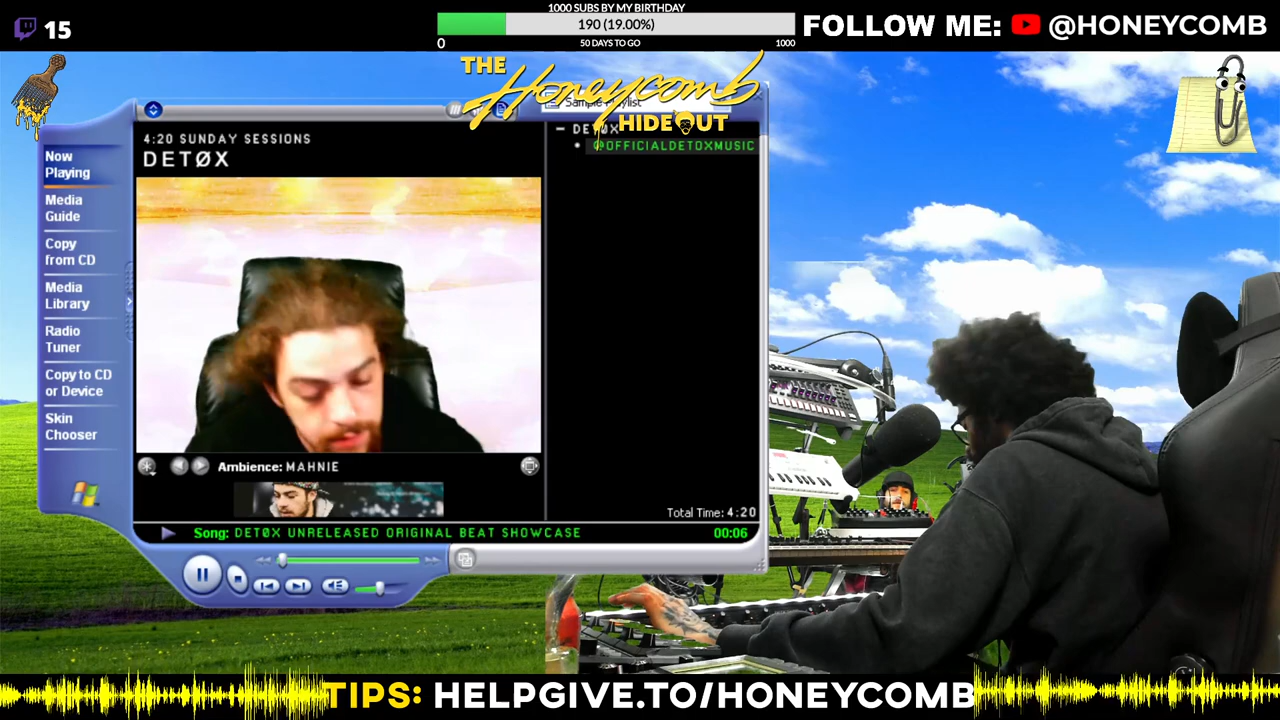 15
1000 SUBS BY MY BIRTHDAY
190 (19.00%)
0
50 DAYS TO GO
1000
FOLLOW ME: @HONEYCOMB
THE
Honeycomb
HIDEOUT
Sample Playlist
4:20 SUNDAY SESSIONS
DETØX
DETØX
@OFFICIALDETOXMUSIC
Now
Playing
Media
Guide
Copy
from CD
Media
Library
Radio
Tuner
Copy to CD
or Device
Skin
Chooser
Ambience: MAHNIE
Total Time: 4:20
Song: DETØX UNRELEASED ORIGINAL BEAT SHOWCASE
00:06
TIPS: HELPGIVE.TO/HONEYCOMB